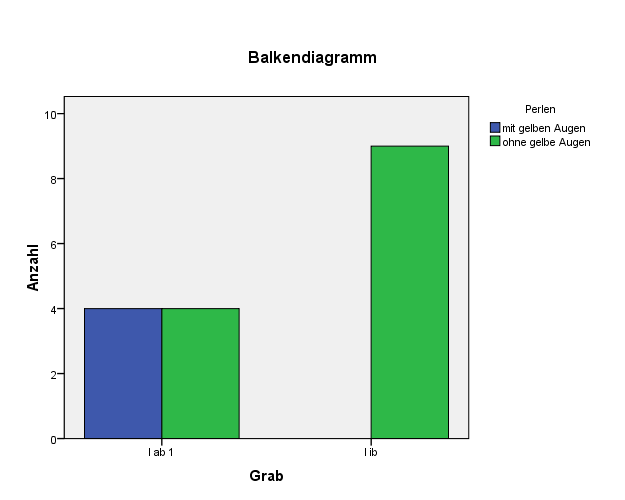 Balkendiagramm
Perlen
mit gelben Augen
ohne gelbe Augen
Anzahl
10
8
6
4
2
0
I ab 1
I ib
Grab